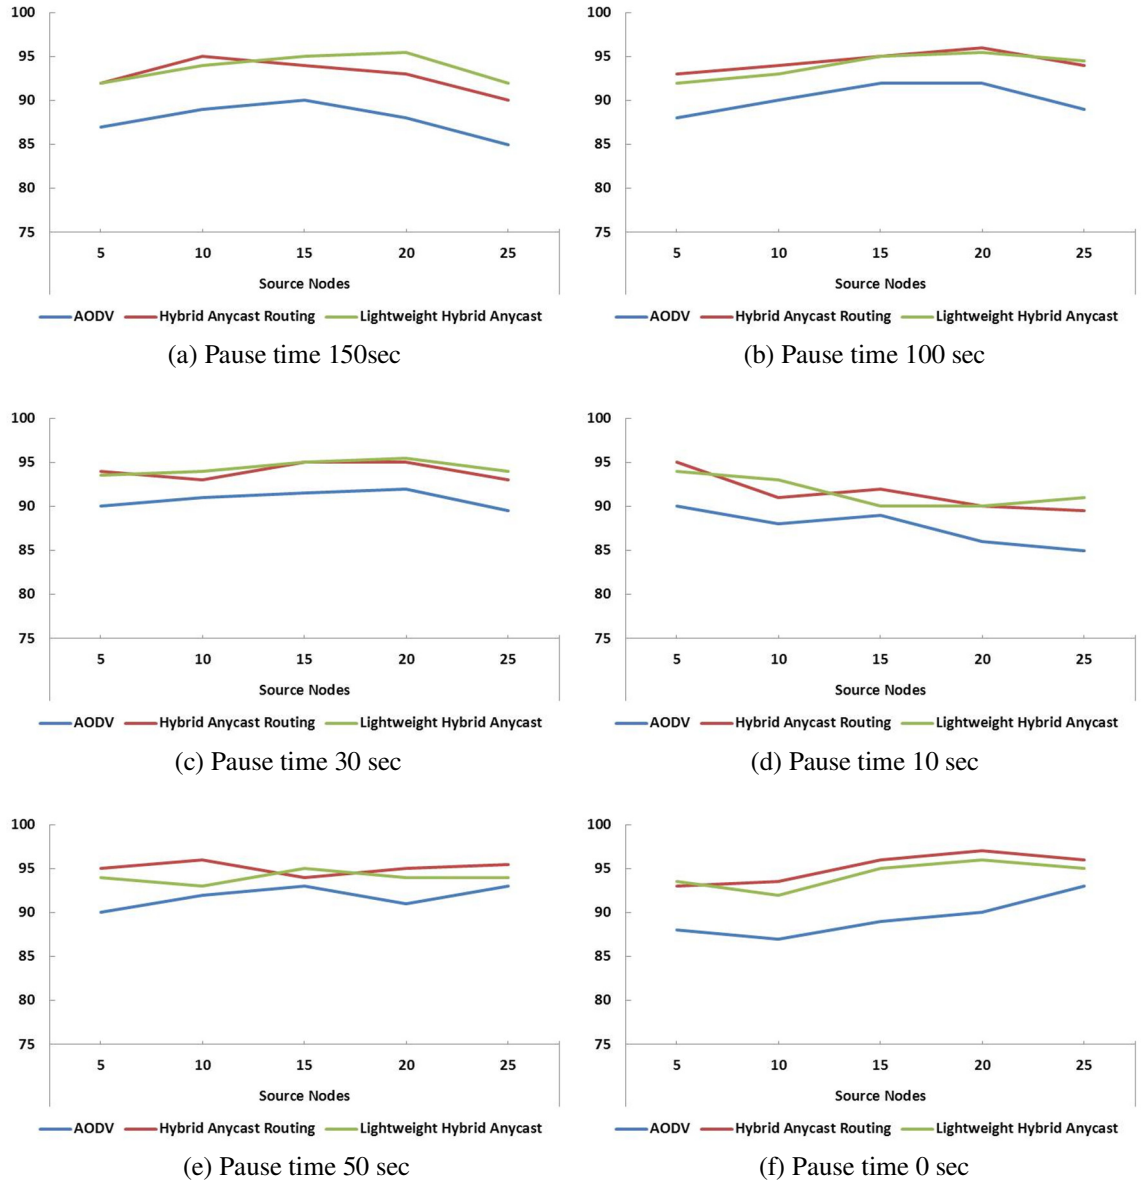 100
95
90
85
80
75
5 10 15 20 25
Source Nodes
AODV Hybrid Anycast Routing Lightweight Hybrid Anycast
(a) Pause time 150sec
100
95
90
85
80
75
5 10 15 20 25
Source Nodes
AODV Hybrid Anycast Routing Lightweight Hybrid Anycast
(b) Pause time 100 sec
100
95
90
85
80
75
5 10 15 20 25
Source Nodes
AODV Hybrid Anycast Routing Lightweight Hybrid Anycast
(c) Pause time 30 sec
100
95
90
85
80
75
5 10 15 20 25
Source Nodes
AODV Hybrid Anycast Routing Lightweight Hybrid Anycast
(d) Pause time 10 sec
100
95
90
85
80
75
5 10 15 20 25
Source Nodes
AODV Hybrid Anycast Routing Lightweight Hybrid Anycast
(e) Pause time 50 sec
100
95
90
85
80
75
5 10 15 20 25
Source Nodes
AODV Hybrid Anycast Routing Lightweight Hybrid Anycast
(f) Pause time 0 sec